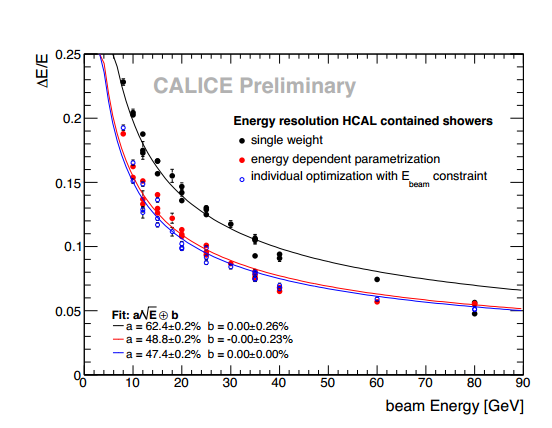 ΔE/E
0.25
0.2
0.15
0.1
0.05
0
CALICE Preliminary
Energy resolution HCAL contained showers
single weight
energy dependent parametrization
individual optimization with E_beam constraint
Fit: a/√E ⊕ b
a = 62.4±0.2% b = 0.00±0.26%
a = 48.8±0.2% b = -0.00±0.23%
a = 47.4±0.2% b = 0.00±0.00%
0 10 20 30 40 50 60 70 80 90
beam Energy [GeV]